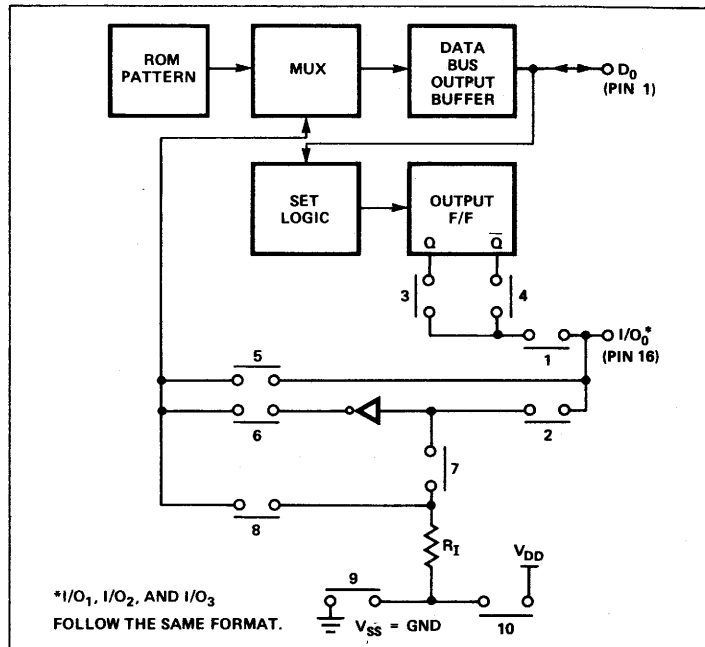 ROM
PATTERN
MUX
DATA
BUS
OUTPUT
BUFFER
D0
(PIN 1)
SET
LOGIC
OUTPUT
F/F
Q
Q̅
3
4
1
I/O0*
(PIN 16)
5
6
2
7
8
RI
VDD
9
10
VSS = GND
*I/O1, I/O2, AND I/O3
FOLLOW THE SAME FORMAT.